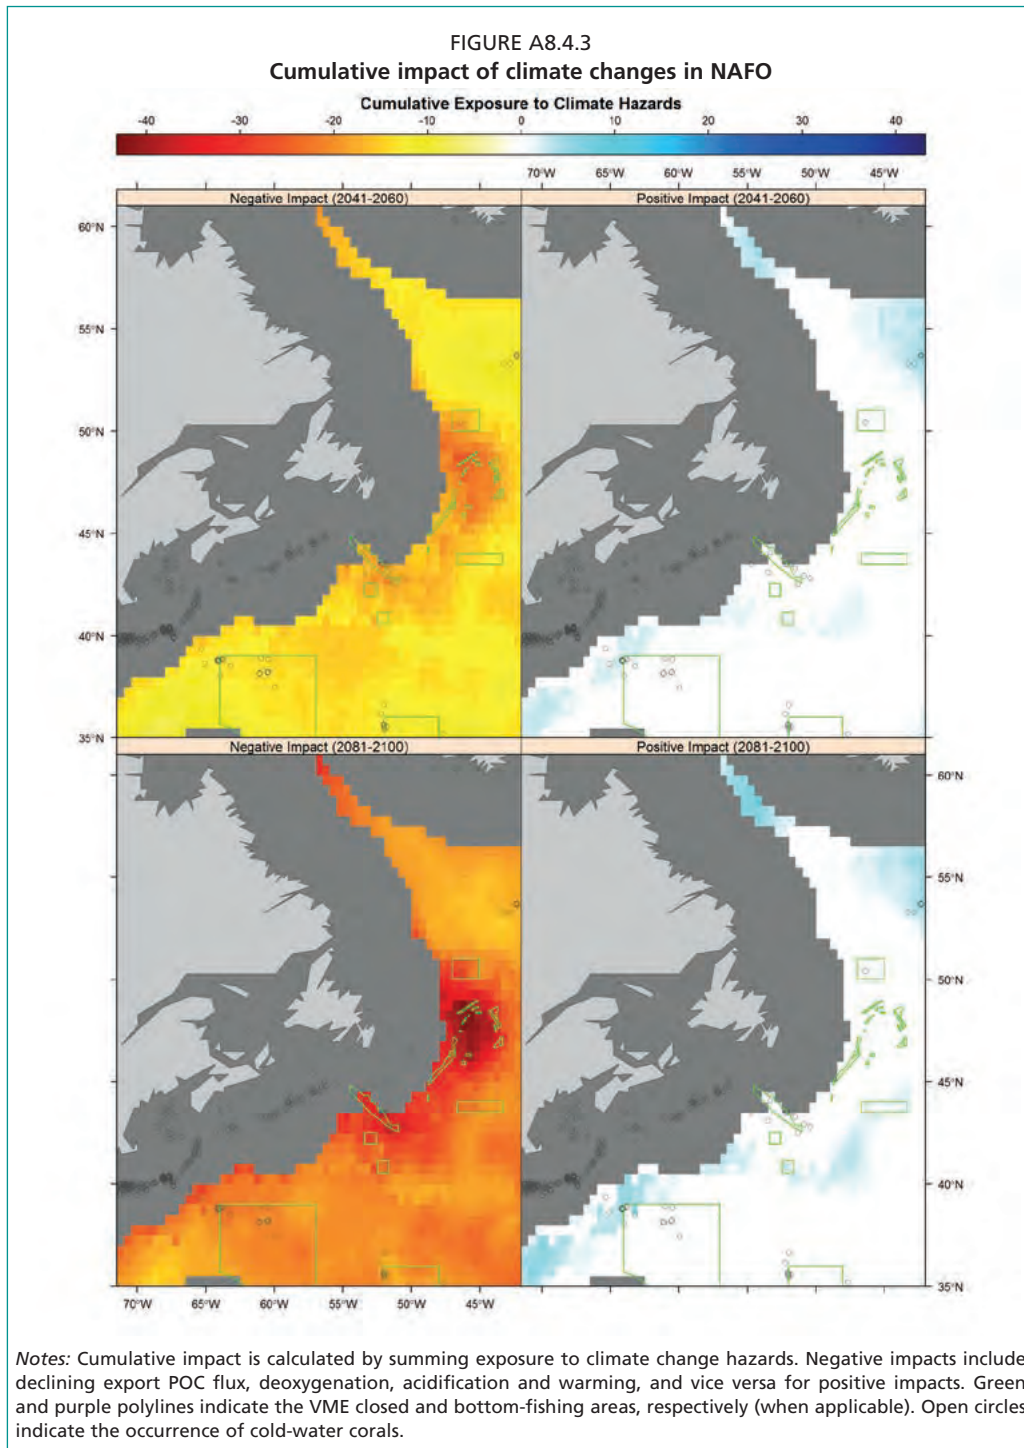 FIGURE A8.4.3
Cumulative impact of climate changes in NAFO
Cumulative Exposure to Climate Hazards
-40 -30 -20 -10 0 10 20 30 40
70°W 65°W 60°W 55°W 50°W 45°W
Negative Impact (2041-2060) Positive Impact (2041-2060)
60°N
55°N
50°N
45°N
40°N
35°N
Negative Impact (2081-2100) Positive Impact (2081-2100)
60°N
55°N
50°N
45°N
40°N
35°N
70°W 65°W 60°W 55°W 50°W 45°W
Notes: Cumulative impact is calculated by summing exposure to climate change hazards. Negative impacts include
declining export POC flux, deoxygenation, acidification and warming, and vice versa for positive impacts. Green
and purple polylines indicate the VME closed and bottom-fishing areas, respectively (when applicable). Open circles
indicate the occurrence of cold-water corals.